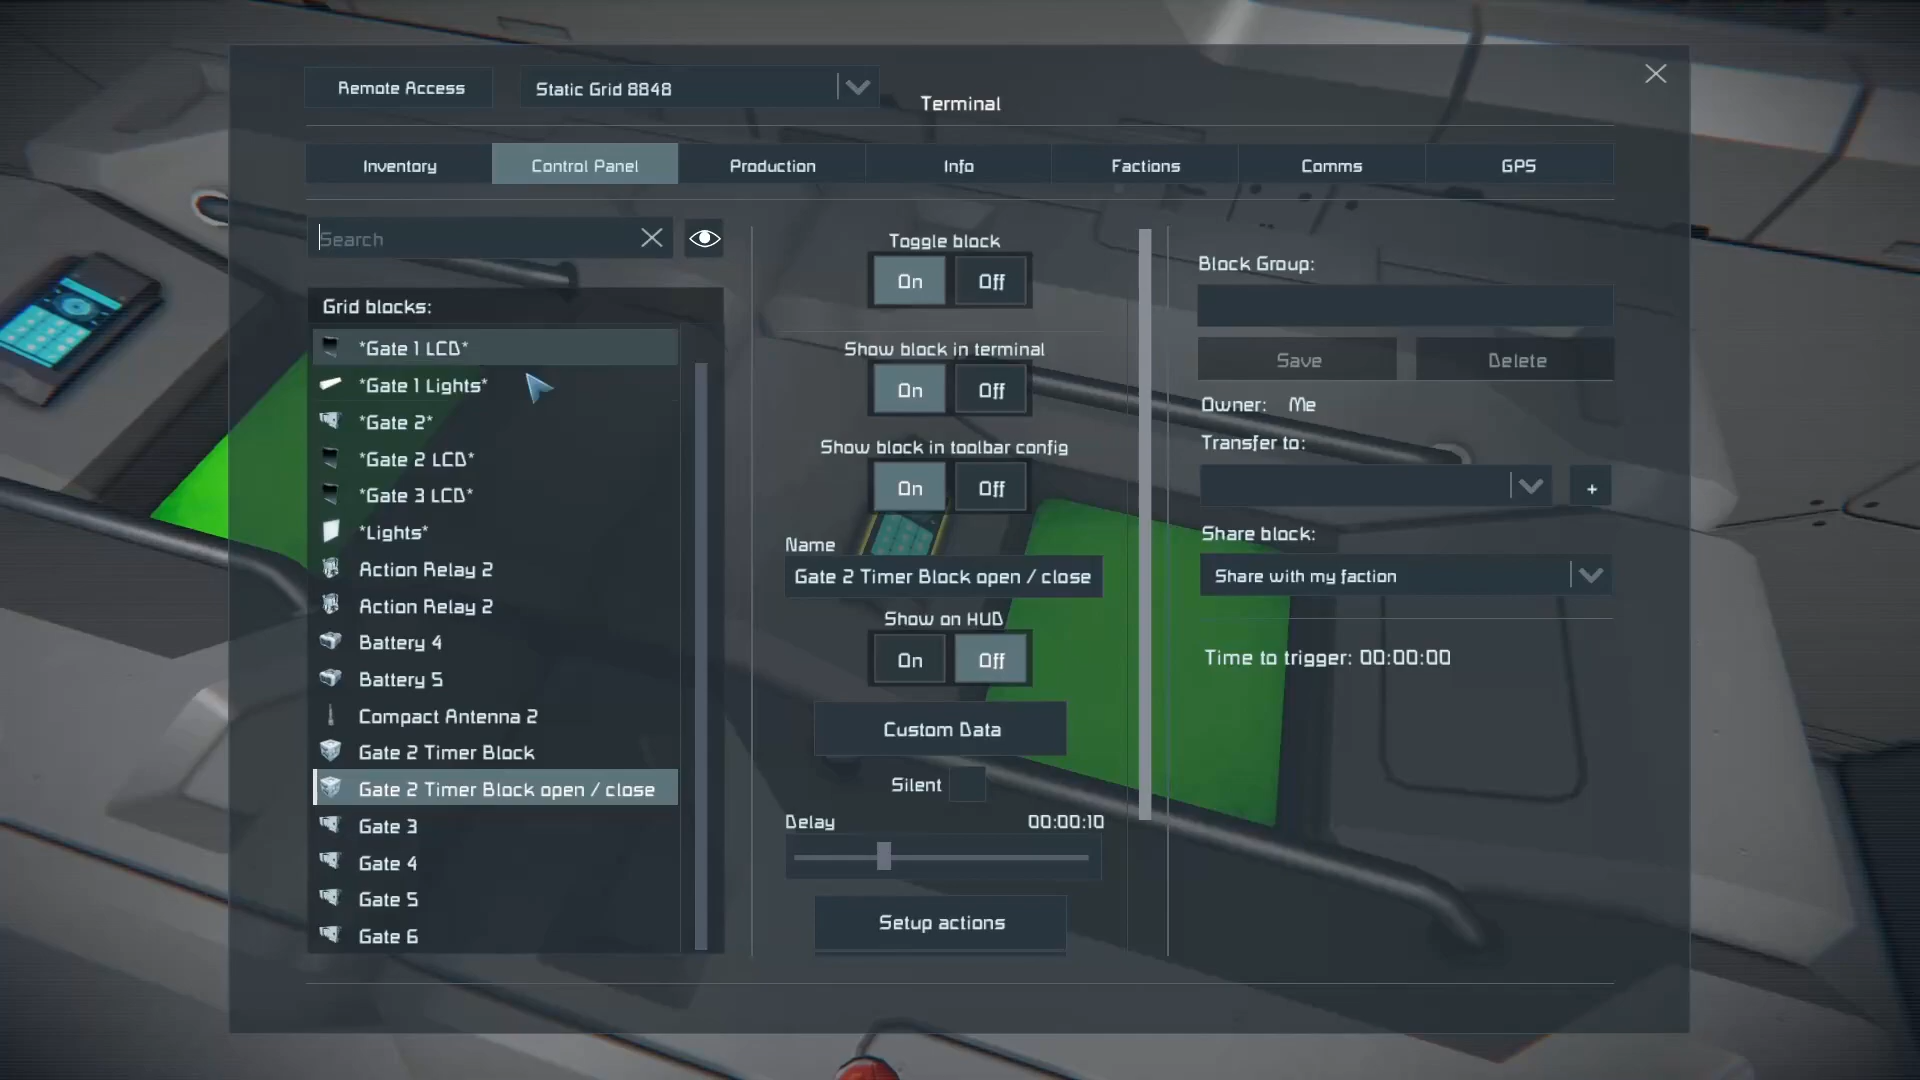 Remote Access
Static Grid 8848
Terminal
Inventory
Control Panel
Production
Info
Factions
Comms
GPS
Search
Grid blocks:
*Gate 1 LCD*
*Gate 1 Lights*
*Gate 2*
*Gate 2 LCD*
*Gate 3 LCD*
*Lights*
Action Relay 2
Action Relay 2
Battery 4
Battery 5
Compact Antenna 2
Gate 2 Timer Block
Gate 2 Timer Block open / close
Gate 3
Gate 4
Gate 5
Gate 6
Toggle block
On Off
Show block in terminal
On Off
Show block in toolbar config
On Off
Name
Gate 2 Timer Block open / close
Show on HUD
On Off
Custom Data
Silent
Delay 00:00:10
Setup actions
Block Group:
Save Delete
Owner: Me
Transfer to:
+
Share block:
Share with my faction
Time to trigger: 00:00:00